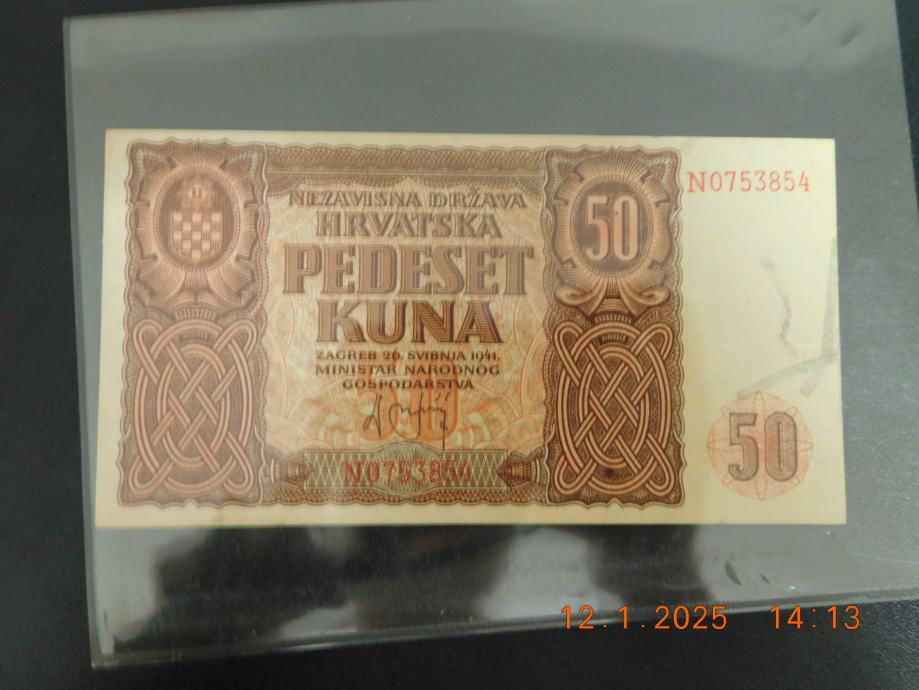 N0753854
NEZAVISNA DRŽAVA
HRVATSKA
50
PEDESET
KUNA
ZAGREB 26. SVIBNJA 1941.
MINISTAR NARODNOG
GOSPODARSTVA
50
N0753854
50
12.1.2025 14:13